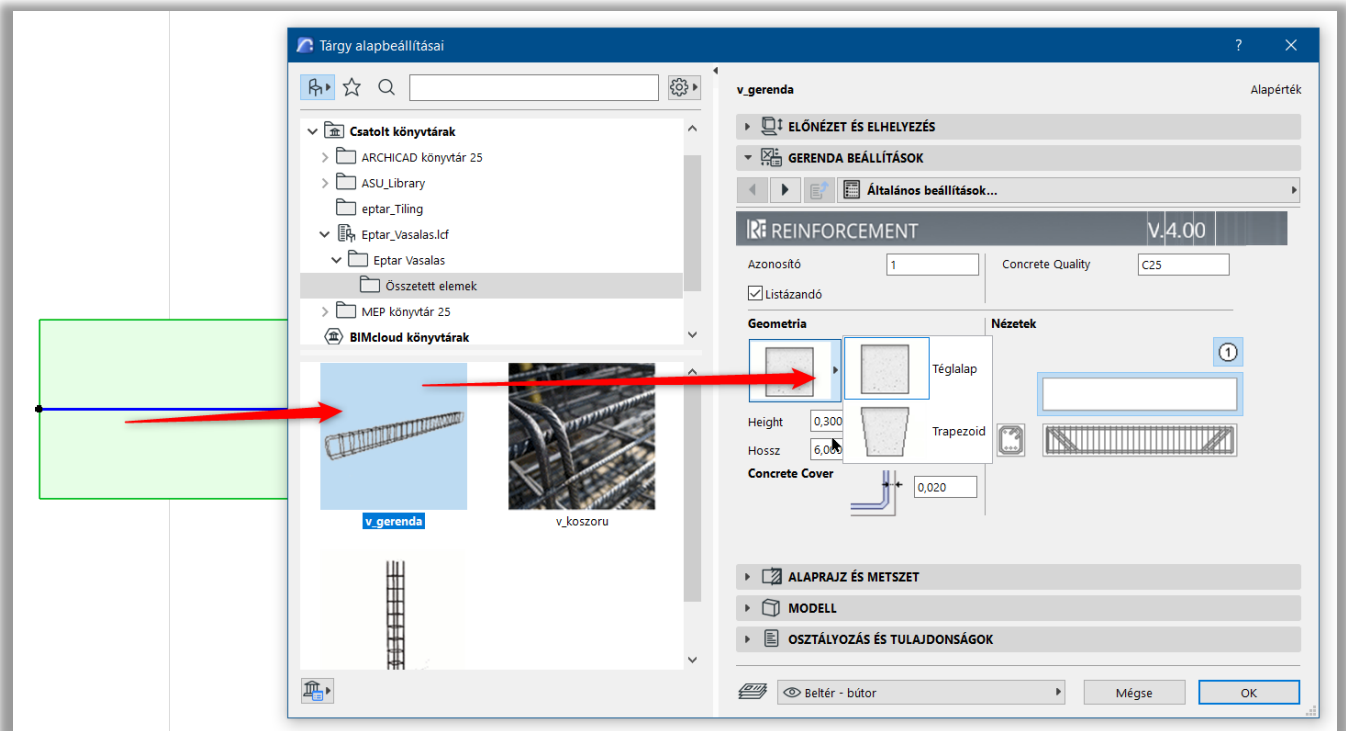 Tárgy alapbeállításai
?
Csatolt könyvtárak
ARCHICAD könyvtár 25
ASU_Library
eptar_Tiling
Eptar_Vasalas.lcf
Eptar Vasalas
Összetett elemek
MEP könyvtár 25
BIMcloud könyvtárak
v_gerenda
v_koszoru
v_gerenda
Alapérték
ELŐNÉZET ÉS ELHELYEZÉS
GERENDA BEÁLLÍTÁSOK
Általános beállítások...
REINFORCEMENT V.4.00
Azonosító 1
Concrete Quality C25
Listázandó
Geometria
Nézetek
1
Téglalap
Trapezoid
Height 0,300
Hossz 6,000
Concrete Cover
0,020
ALAPRAJZ ÉS METSZET
MODELL
OSZTÁLYOZÁS ÉS TULAJDONSÁGOK
Beltér - bútor
Mégse
OK